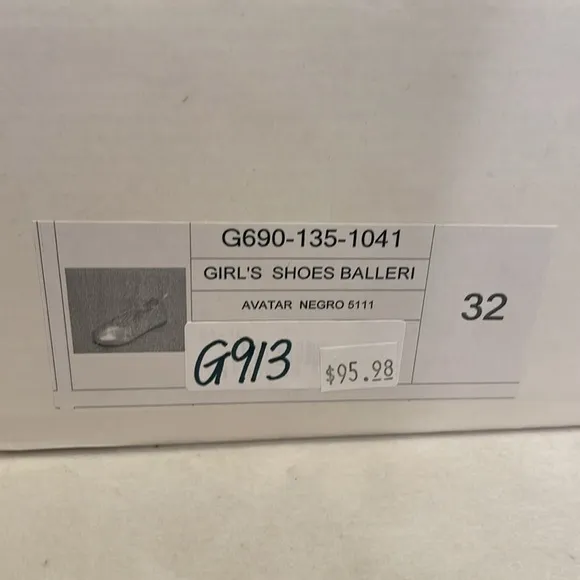 G690-135-1041
GIRL'S SHOES BALLERI
AVATAR NEGRO 5111
32
G913
$95.98